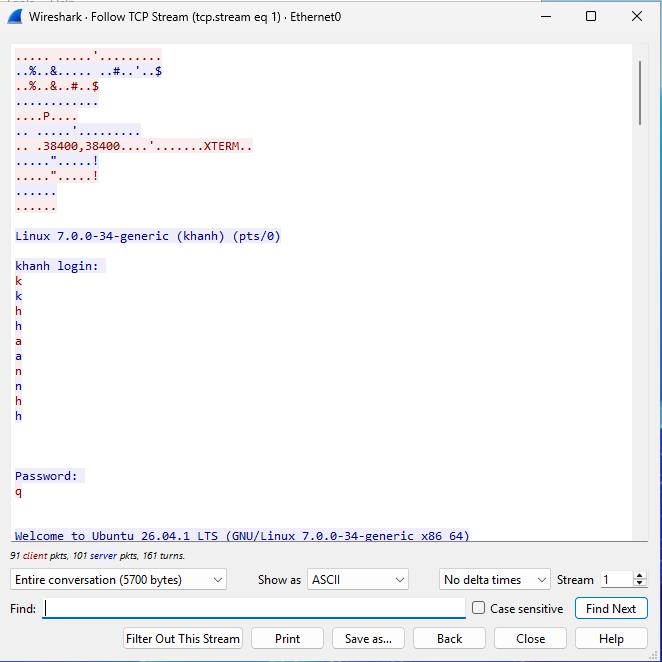 Wireshark · Follow TCP Stream (tcp.stream eq 1) · Ethernet0
..... .....'.........
..%..&..... ..#..'..$
..%..&..#..$
............
....P....
.. .....'.........
.. .38400,38400....'.......XTERM..
.....".....!
.....".....!
......
......
Linux 7.0.0-34-generic (khanh) (pts/0)
khanh login:
k
k
h
h
a
a
n
n
h
h
Password:
q
Welcome to Ubuntu 26.04.1 LTS (GNU/Linux 7.0.0-34-generic x86_64)
91 client pkts, 101 server pkts, 161 turns.
Entire conversation (5700 bytes) Show as ASCII No delta times Stream 1
Find: Case sensitive Find Next
Filter Out This Stream Print Save as... Back Close Help